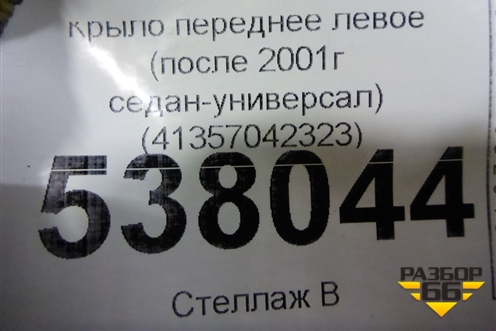 крыло переднее левое
(после 2001г
седан-универсал)
(41357042323)
538044
Стеллаж В
РАЗБОР
66